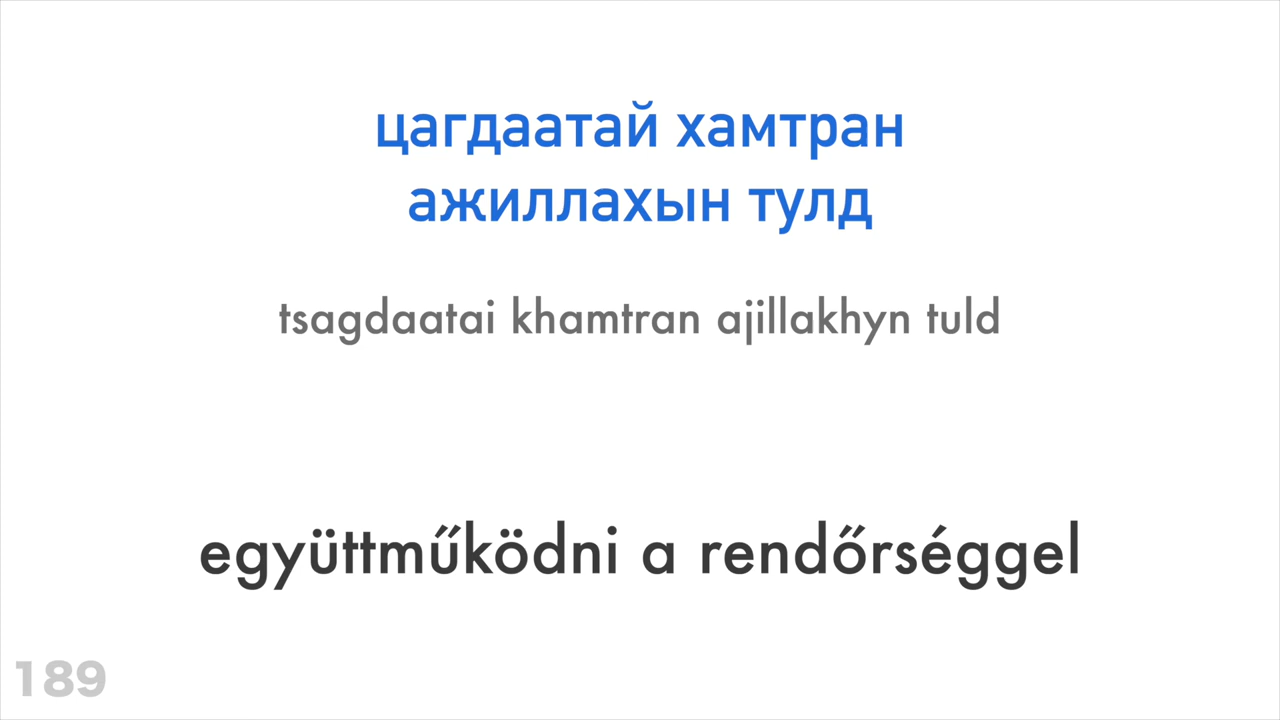 цагдаатай хамтран
ажиллахын тулд
tsagdaatai khamtran ajillakhyn tuld
együttműködni a rendőrséggel
189